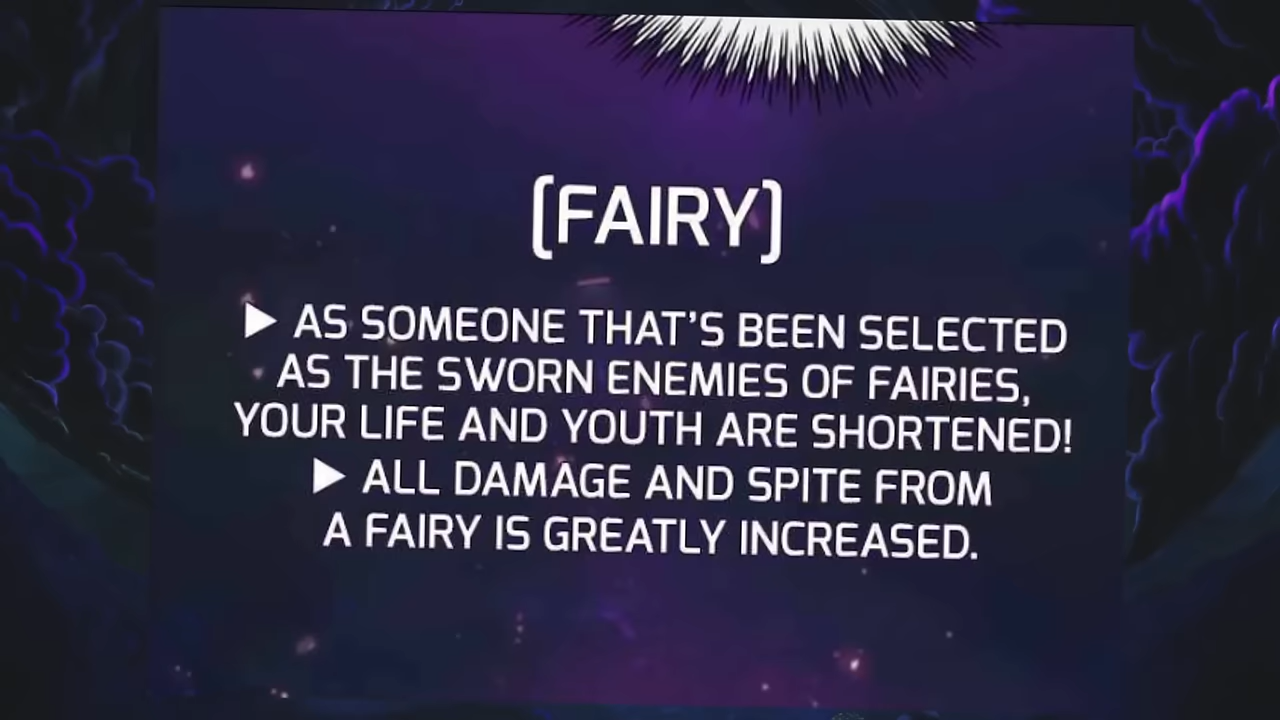 [FAIRY]
▶ AS SOMEONE THAT'S BEEN SELECTED
AS THE SWORN ENEMIES OF FAIRIES,
YOUR LIFE AND YOUTH ARE SHORTENED!
▶ ALL DAMAGE AND SPITE FROM
A FAIRY IS GREATLY INCREASED.